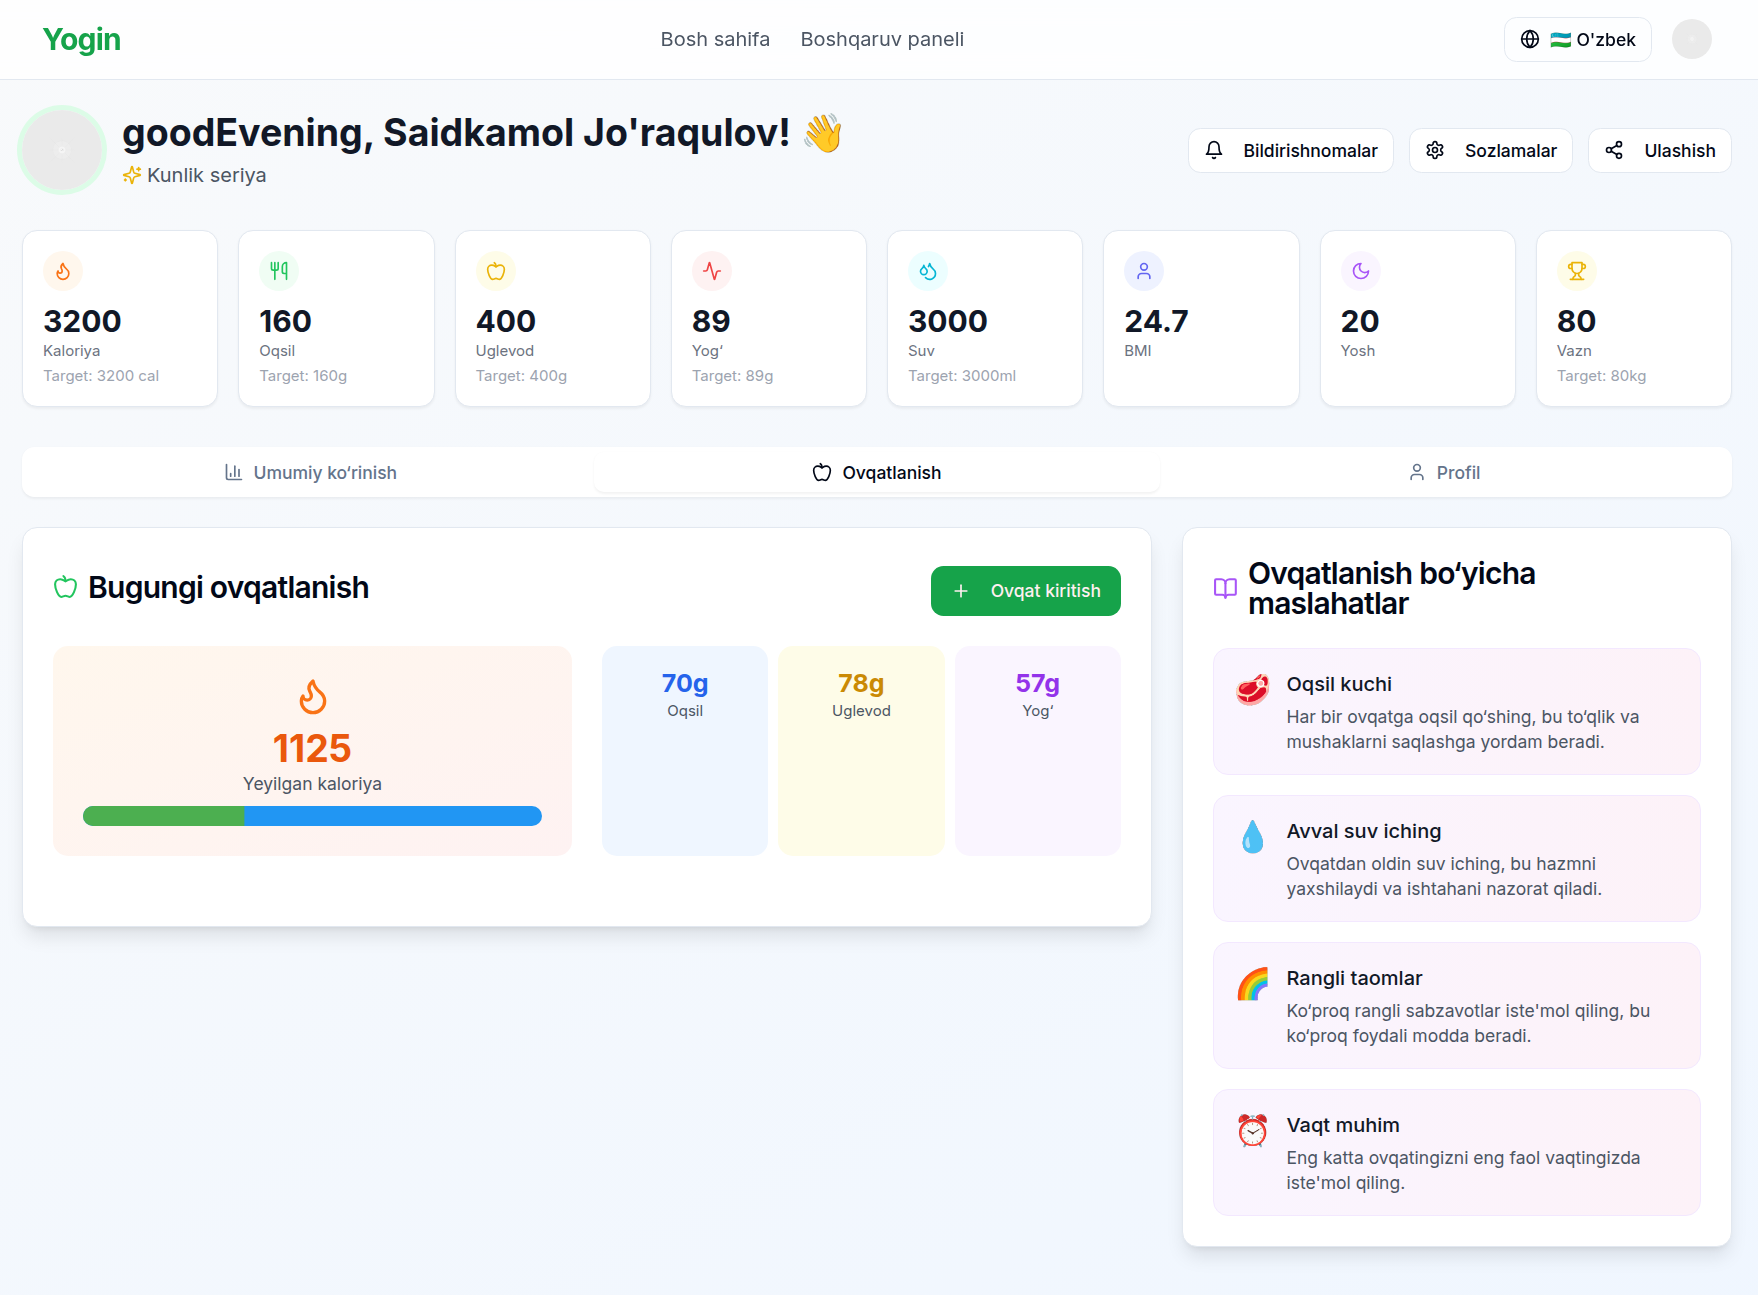 Yogin
Bosh sahifa
Boshqaruv paneli
🇺🇿 O'zbek
goodEvening, Saidkamol Jo'raqulov! 👋
Kunlik seriya
Bildirishnomalar
Sozlamalar
Ulashish
3200
Kaloriya
Target: 3200 cal
160
Oqsil
Target: 160g
400
Uglevod
Target: 400g
89
Yog‘
Target: 89g
3000
Suv
Target: 3000ml
24.7
BMI
20
Yosh
80
Vazn
Target: 80kg
Umumiy ko‘rinish
Ovqatlanish
Profil
Bugungi ovqatlanish
Ovqat kiritish
1125
Yeyilgan kaloriya
70g
Oqsil
78g
Uglevod
57g
Yog‘
Ovqatlanish bo‘yicha
maslahatlar
Oqsil kuchi
Har bir ovqatga oqsil qo‘shing, bu to‘qlik va
mushaklarni saqlashga yordam beradi.
Avval suv iching
Ovqatdan oldin suv iching, bu hazmni
yaxshilaydi va ishtahani nazorat qiladi.
Rangli taomlar
Ko‘proq rangli sabzavotlar iste'mol qiling, bu
ko‘proq foydali modda beradi.
Vaqt muhim
Eng katta ovqatingizni eng faol vaqtingizda
iste'mol qiling.